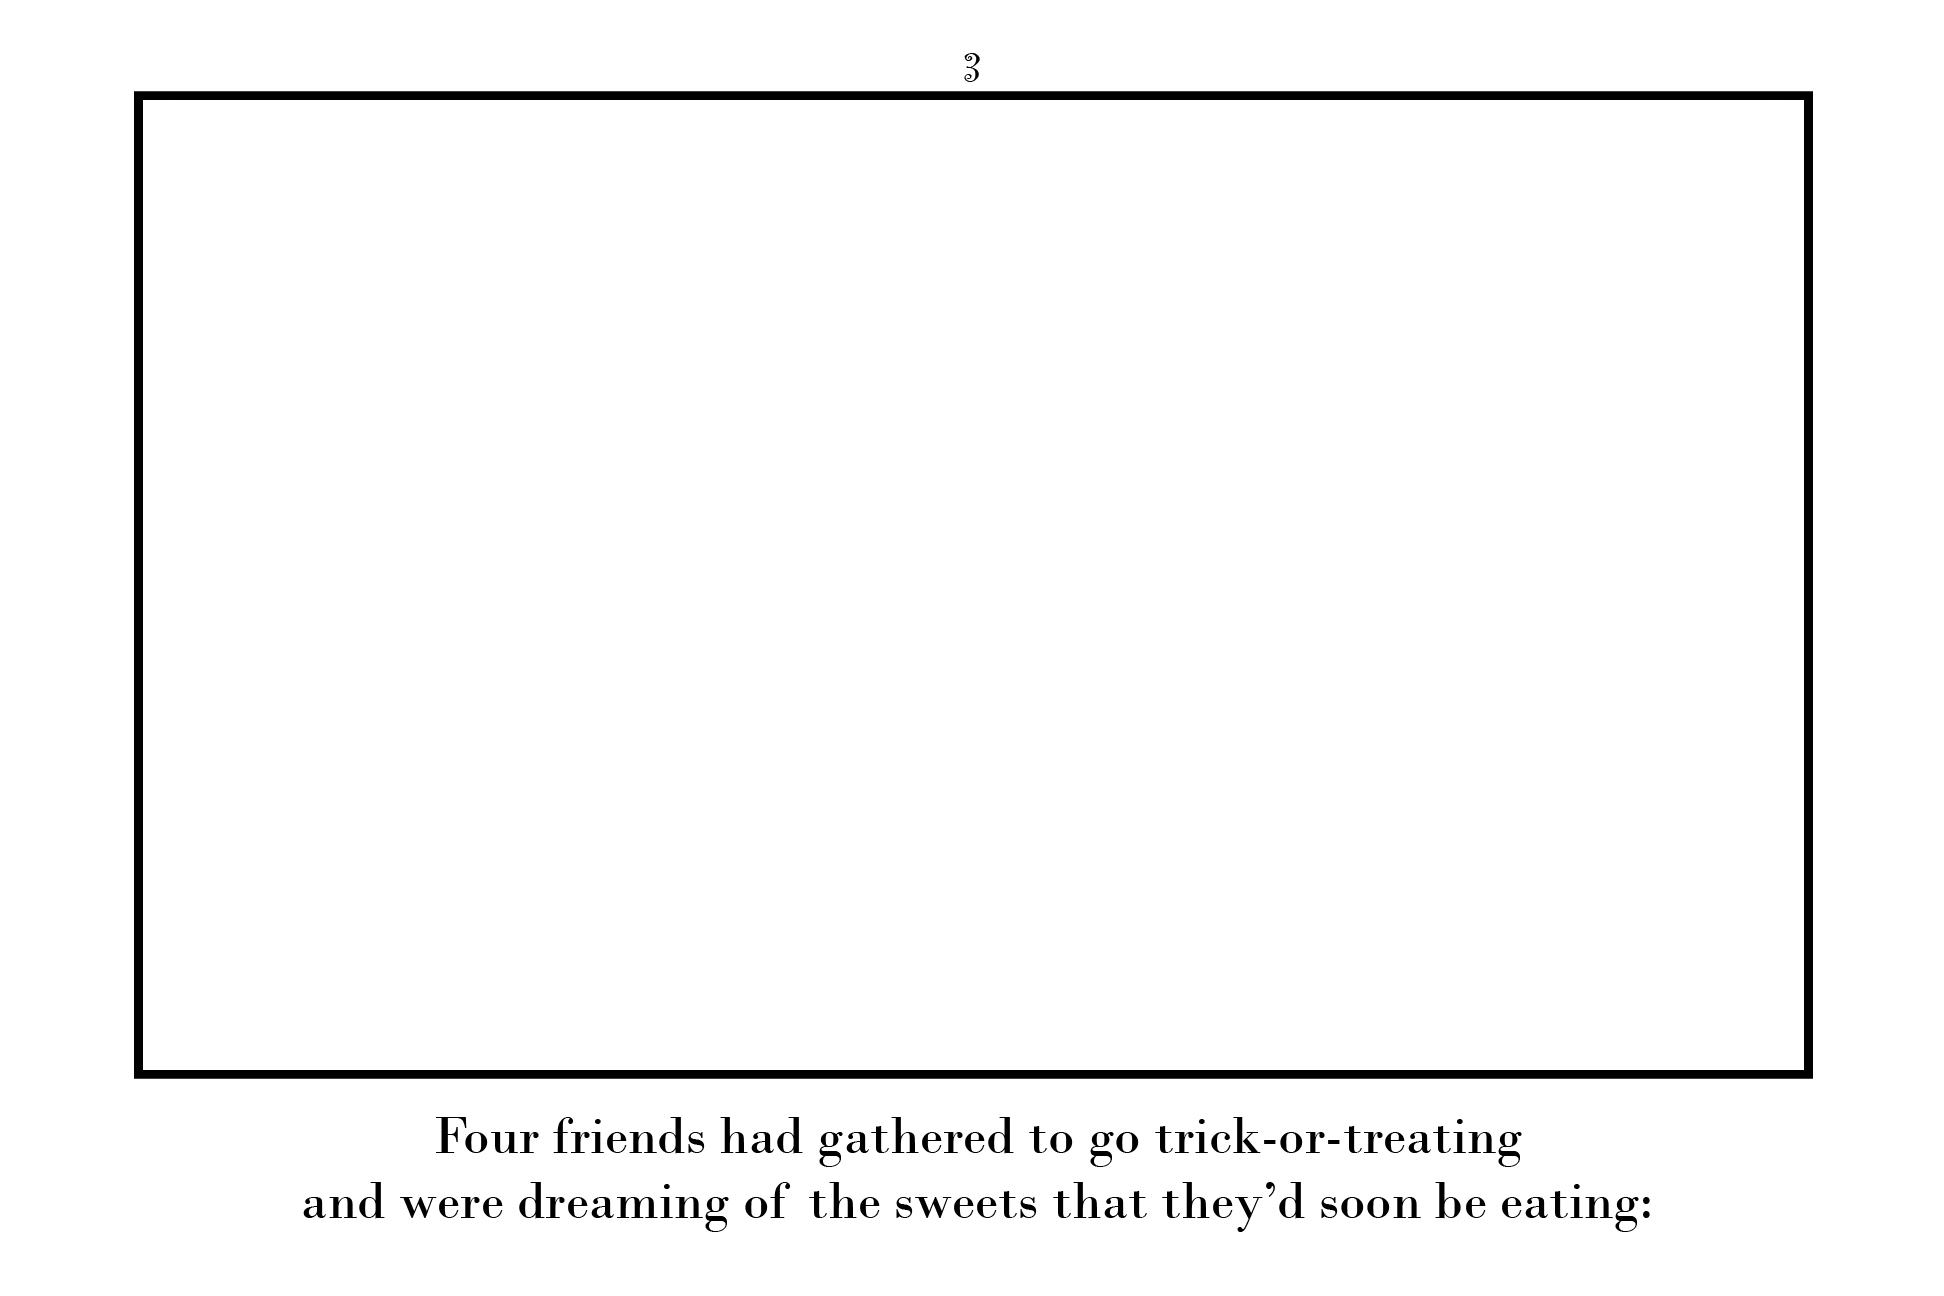 3
Four friends had gathered to go trick-or-treating
and were dreaming of the sweets that they’d soon be eating: